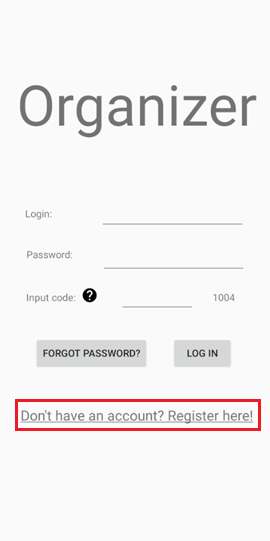 Organizer
Login:
Password:
Input code: ? 1004
FORGOT PASSWORD? LOG IN
Don't have an account? Register here!